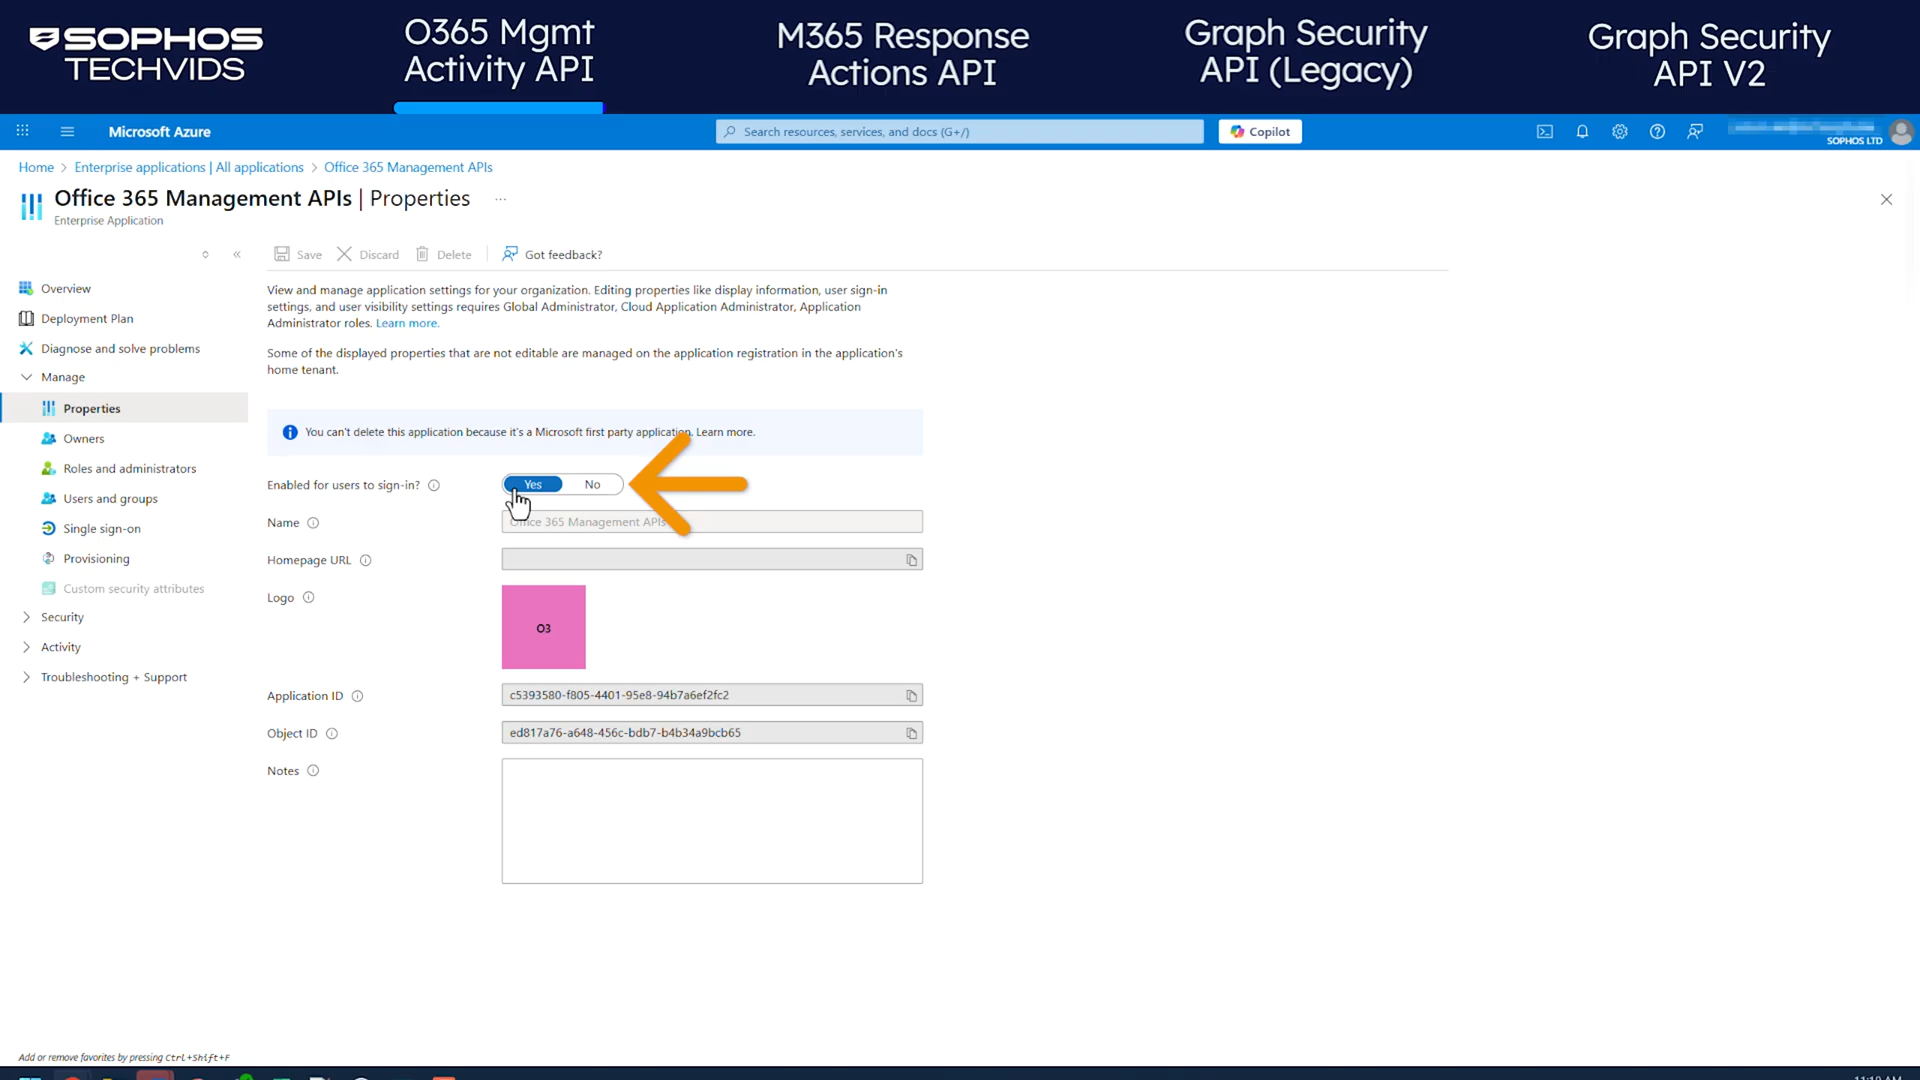 SOPHOS
TECHVIDS
O365 Mgmt
Activity API
M365 Response
Actions API
Graph Security
API (Legacy)
Graph Security
API V2
Microsoft Azure
Search resources, services, and docs (G+/)
Copilot
SOPHOS LTD
Home > Enterprise applications | All applications > Office 365 Management APIs
Office 365 Management APIs | Properties ...
Enterprise Application
Save
Discard
Delete
Got feedback?
Overview
Deployment Plan
Diagnose and solve problems
Manage
Properties
Owners
Roles and administrators
Users and groups
Single sign-on
Provisioning
Custom security attributes
Security
Activity
Troubleshooting + Support
View and manage application settings for your organization. Editing properties like display information, user sign-in
settings, and user visibility settings requires Global Administrator, Cloud Application Administrator, Application
Administrator roles. Learn more.
Some of the displayed properties that are not editable are managed on the application registration in the application's
home tenant.
You can't delete this application because it's a Microsoft first party application. Learn more.
Enabled for users to sign-in?
Yes
No
Name
Office 365 Management APIs
Homepage URL
Logo
O3
Application ID
c5393580-f805-4401-95e8-94b7a6ef2fc2
Object ID
ed817a76-a648-456c-bdb7-b4b34a9bcb65
Notes
Add or remove favorites by pressing Ctrl+Shift+F